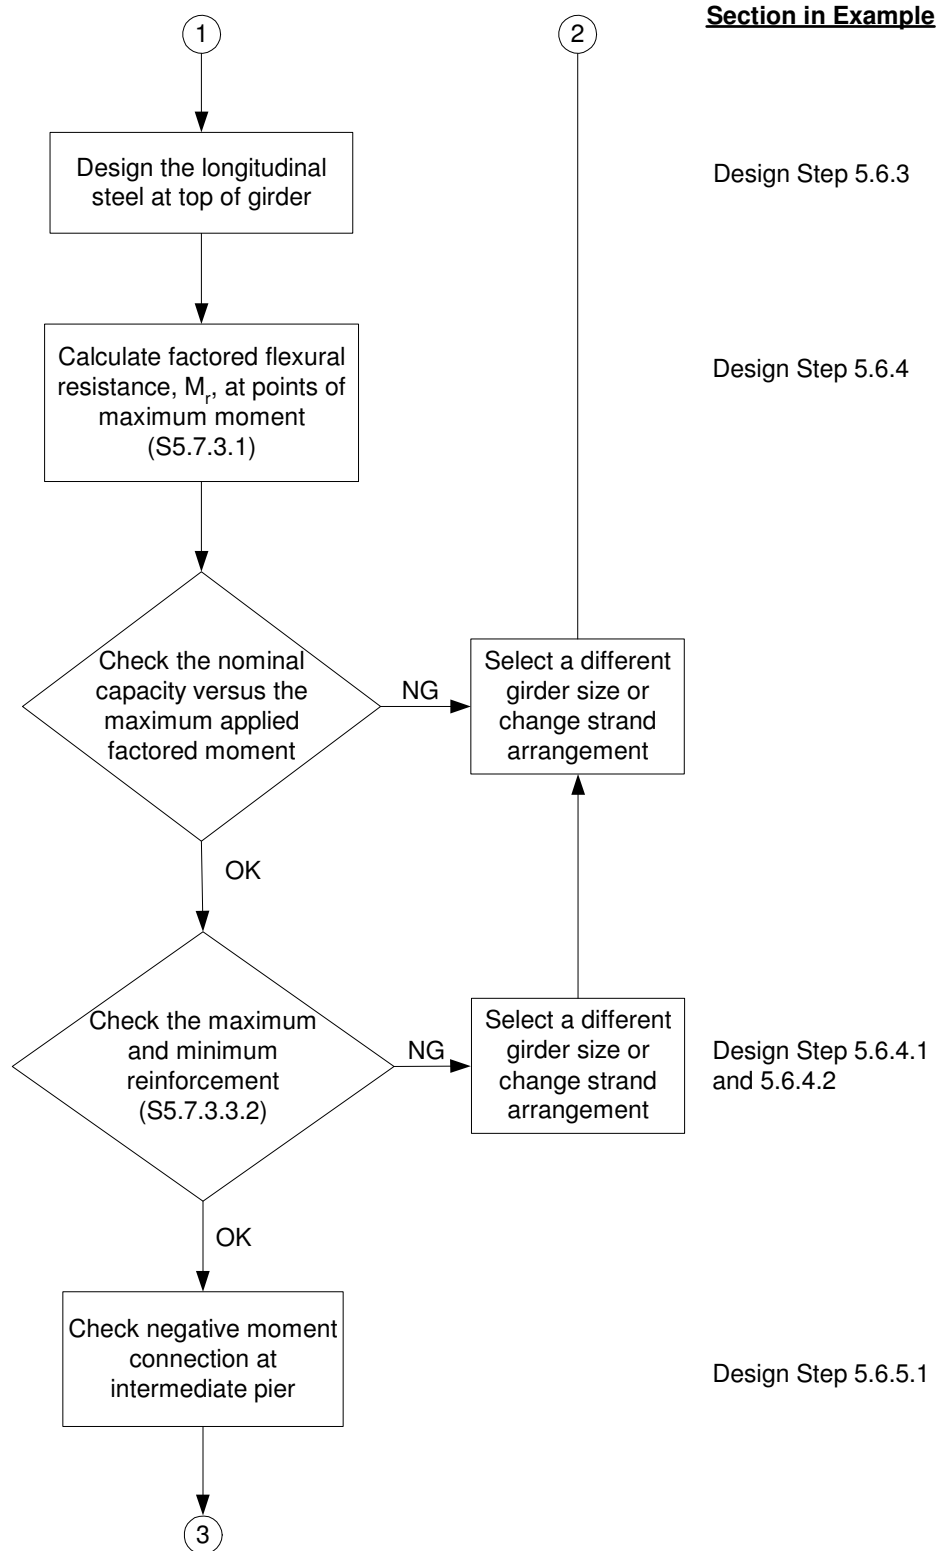 Section in Example
1
2
Design the longitudinal
steel at top of girder
Design Step 5.6.3
Calculate factored flexural
resistance, Mr, at points of
maximum moment
(S5.7.3.1)
Design Step 5.6.4
Check the nominal
capacity versus the
maximum applied
factored moment
NG
Select a different
girder size or
change strand
arrangement
OK
Check the maximum
and minimum
reinforcement
(S5.7.3.3.2)
NG
Select a different
girder size or
change strand
arrangement
Design Step 5.6.4.1
and 5.6.4.2
OK
Check negative moment
connection at
intermediate pier
Design Step 5.6.5.1
3